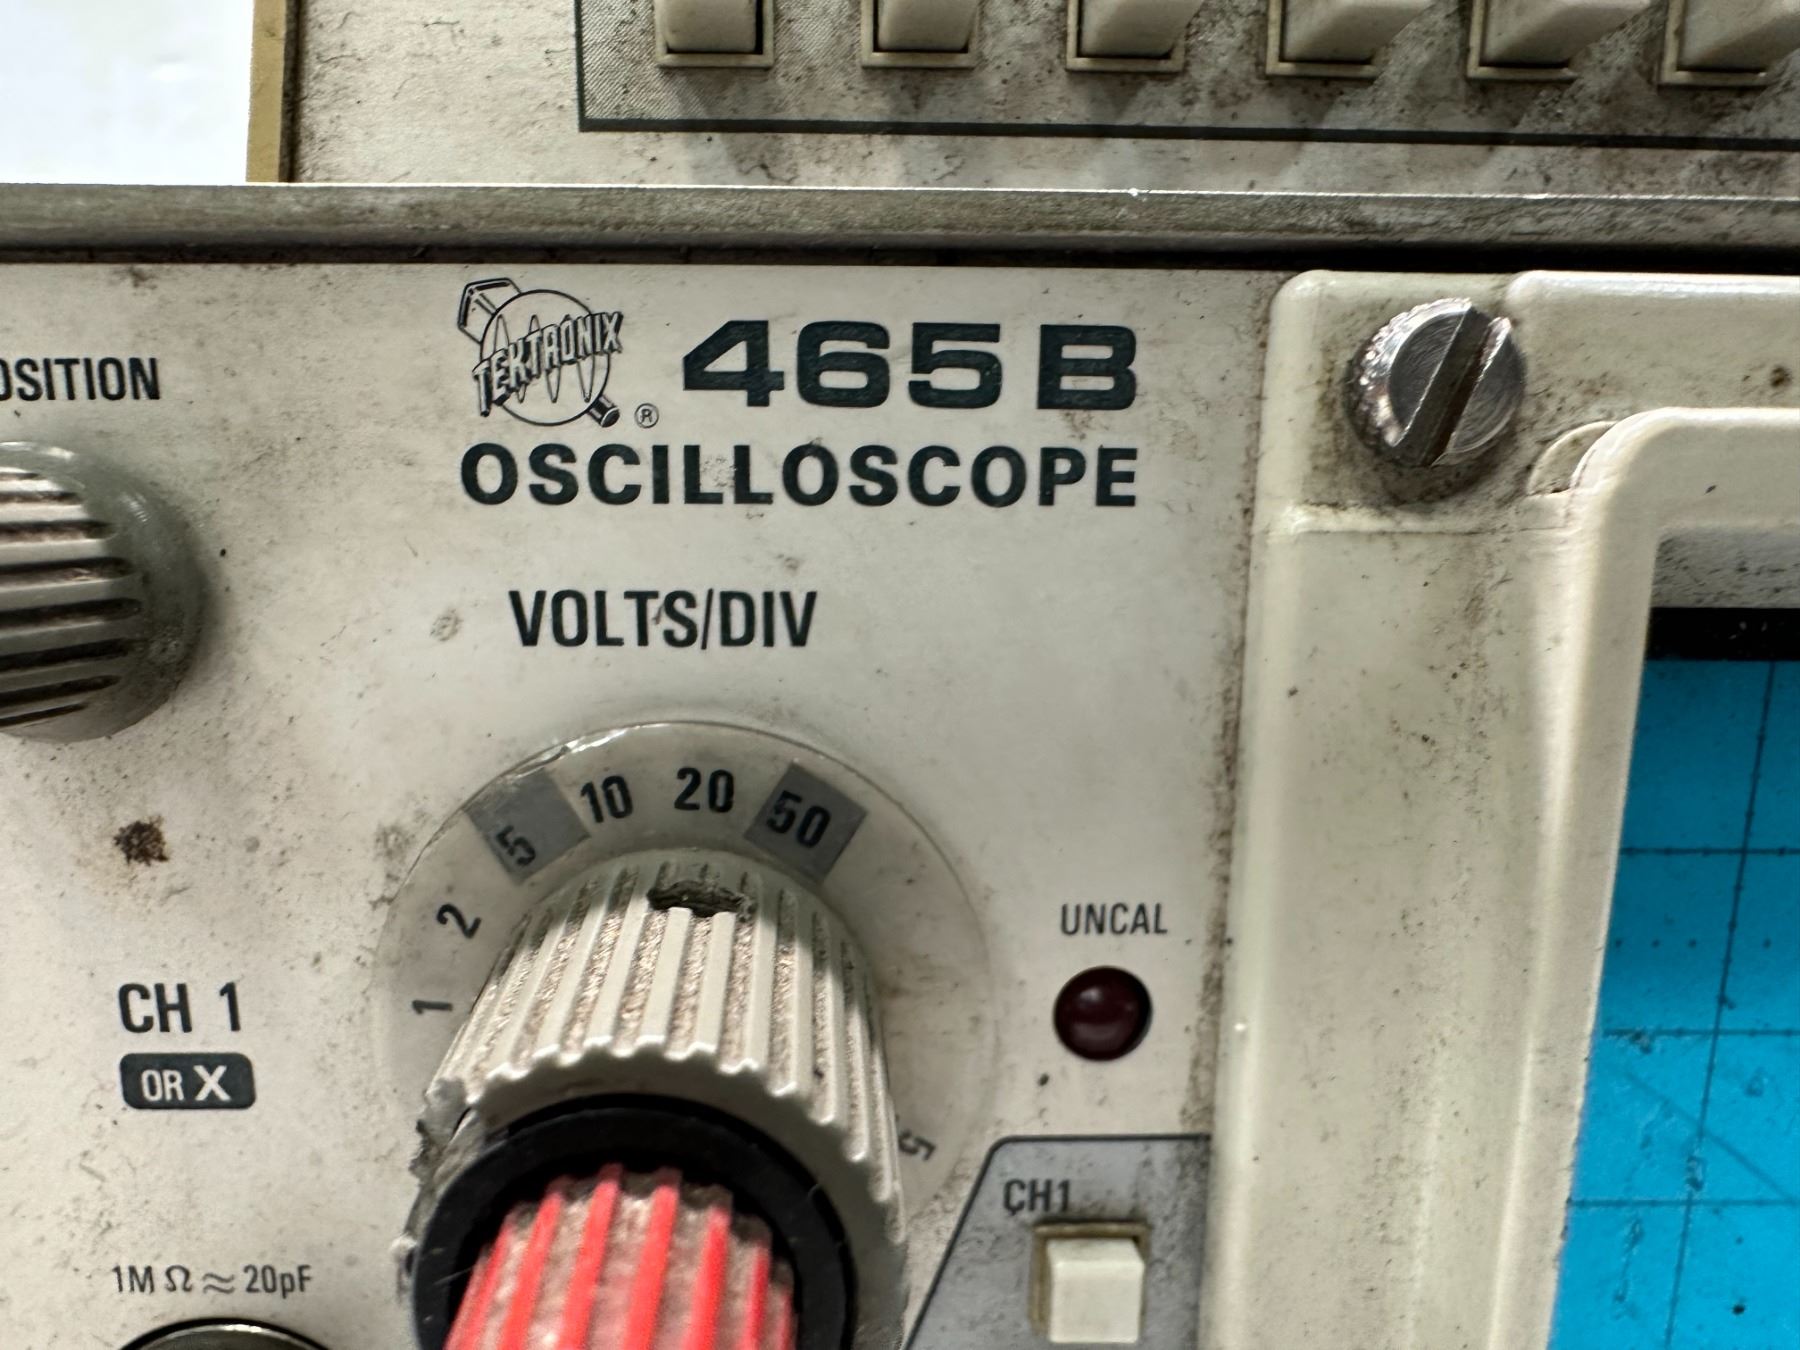 TEKTRONIX ® 465B
OSCILLOSCOPE
OSITION
VOLTS/DIV
1 2 5 10 20 50
5
UNCAL
CH 1
OR X
CH1
1M Ω ≈ 20pF